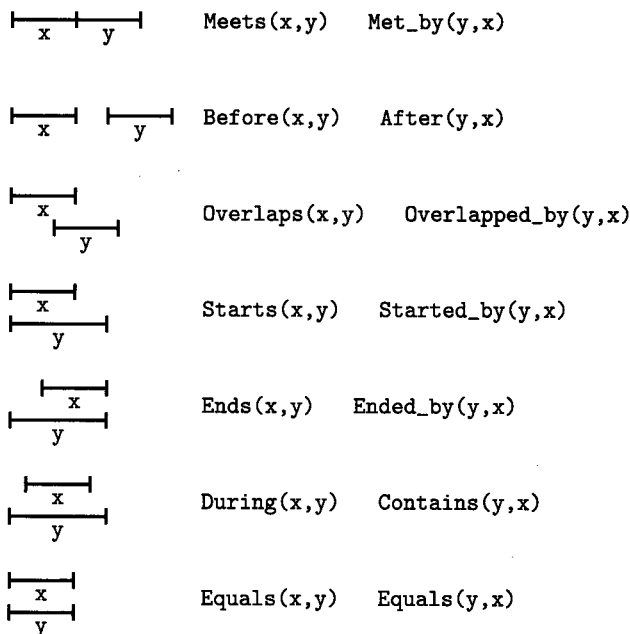 x y Meets(x,y) Met_by(y,x)
x y Before(x,y) After(y,x)
x
y Overlaps(x,y) Overlapped_by(y,x)
x
y Starts(x,y) Started_by(y,x)
x
y Ends(x,y) Ended_by(y,x)
x
y During(x,y) Contains(y,x)
x
y Equals(x,y) Equals(y,x)